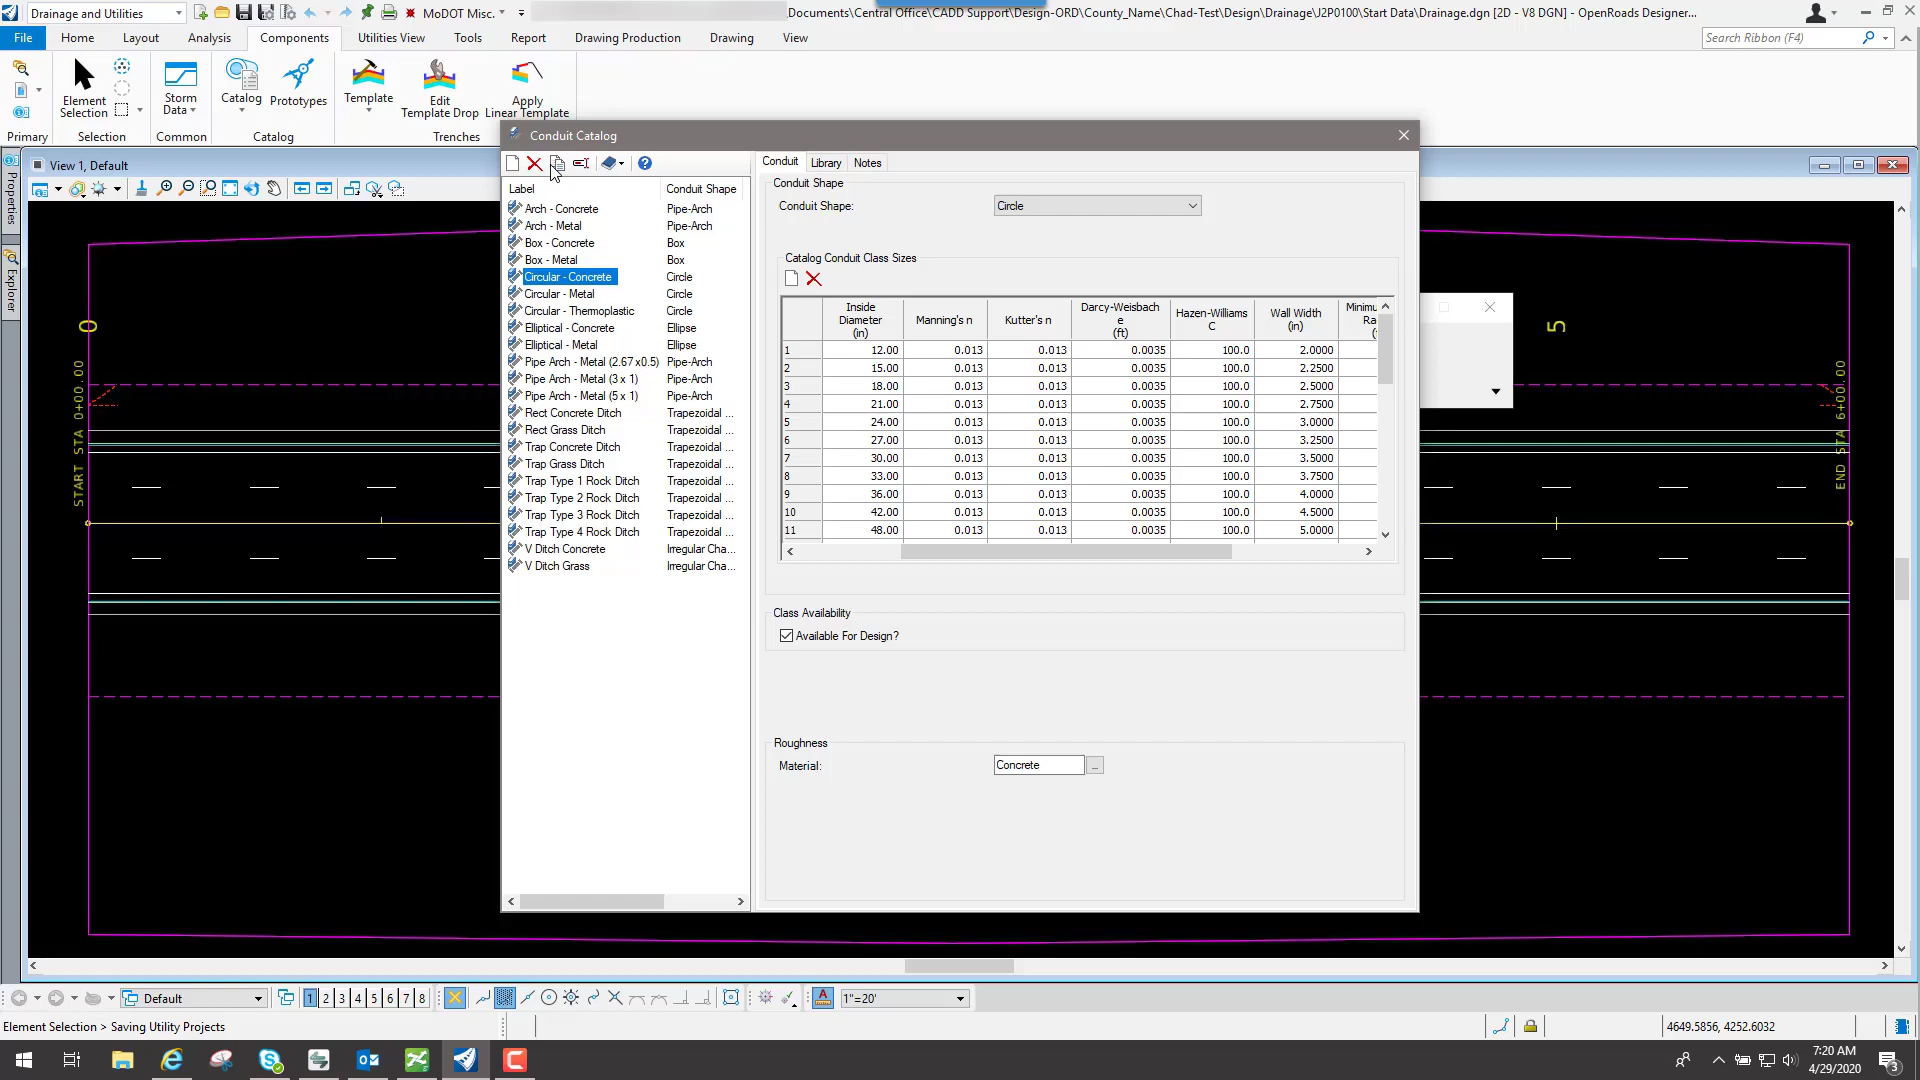 Drainage and Utilities
MoDOT Misc.
.Documents\Central Office\CADD Support\Design-ORD\County_Name\Chad-Test\Design\Drainage\J2P0100\Start Data\Drainage.dgn [2D - V8 DGN] - OpenRoads Designer...
File Home Layout Analysis Components Utilities View Tools Report Drawing Production Drawing View
Search Ribbon (F4)
Element Selection
Storm Data
Catalog
Prototypes
Template
Edit Template Drop
Apply Linear Template
Primary Selection Common Catalog Trenches
View 1, Default
Properties
Explorer
Conduit Catalog
Label Conduit Shape
Arch - Concrete Pipe-Arch
Arch - Metal Pipe-Arch
Box - Concrete Box
Box - Metal Box
Circular - Concrete Circle
Circular - Metal Circle
Circular - Thermoplastic Circle
Elliptical - Concrete Ellipse
Elliptical - Metal Ellipse
Pipe Arch - Metal (2.67 x0.5) Pipe-Arch
Pipe Arch - Metal (3 x 1) Pipe-Arch
Pipe Arch - Metal (5 x 1) Pipe-Arch
Rect Concrete Ditch Trapezoidal ...
Rect Grass Ditch Trapezoidal ...
Trap Concrete Ditch Trapezoidal ...
Trap Grass Ditch Trapezoidal ...
Trap Type 1 Rock Ditch Trapezoidal ...
Trap Type 2 Rock Ditch Trapezoidal ...
Trap Type 3 Rock Ditch Trapezoidal ...
Trap Type 4 Rock Ditch Trapezoidal ...
V Ditch Concrete Irregular Cha...
V Ditch Grass Irregular Cha...
Conduit Library Notes
Conduit Shape
Conduit Shape: Circle
Catalog Conduit Class Sizes
Inside Diameter (in) Manning's n Kutter's n Darcy-Weisbach e (ft) Hazen-Williams C Wall Width (in)
1 12.00 0.013 0.013 0.0035 100.0 2.0000
2 15.00 0.013 0.013 0.0035 100.0 2.2500
3 18.00 0.013 0.013 0.0035 100.0 2.5000
4 21.00 0.013 0.013 0.0035 100.0 2.7500
5 24.00 0.013 0.013 0.0035 100.0 3.0000
6 27.00 0.013 0.013 0.0035 100.0 3.2500
7 30.00 0.013 0.013 0.0035 100.0 3.5000
8 33.00 0.013 0.013 0.0035 100.0 3.7500
9 36.00 0.013 0.013 0.0035 100.0 4.0000
10 42.00 0.013 0.013 0.0035 100.0 4.5000
11 48.00 0.013 0.013 0.0035 100.0 5.0000
Class Availability
Available For Design?
Roughness
Material: Concrete ...
0
START STA 0+00.00
5
END STA 6+00.00
Default
1 2 3 4 5 6 7 8
1"=20'
Element Selection > Saving Utility Projects
4649.5856, 4252.6032
7:20 AM
4/29/2020
3